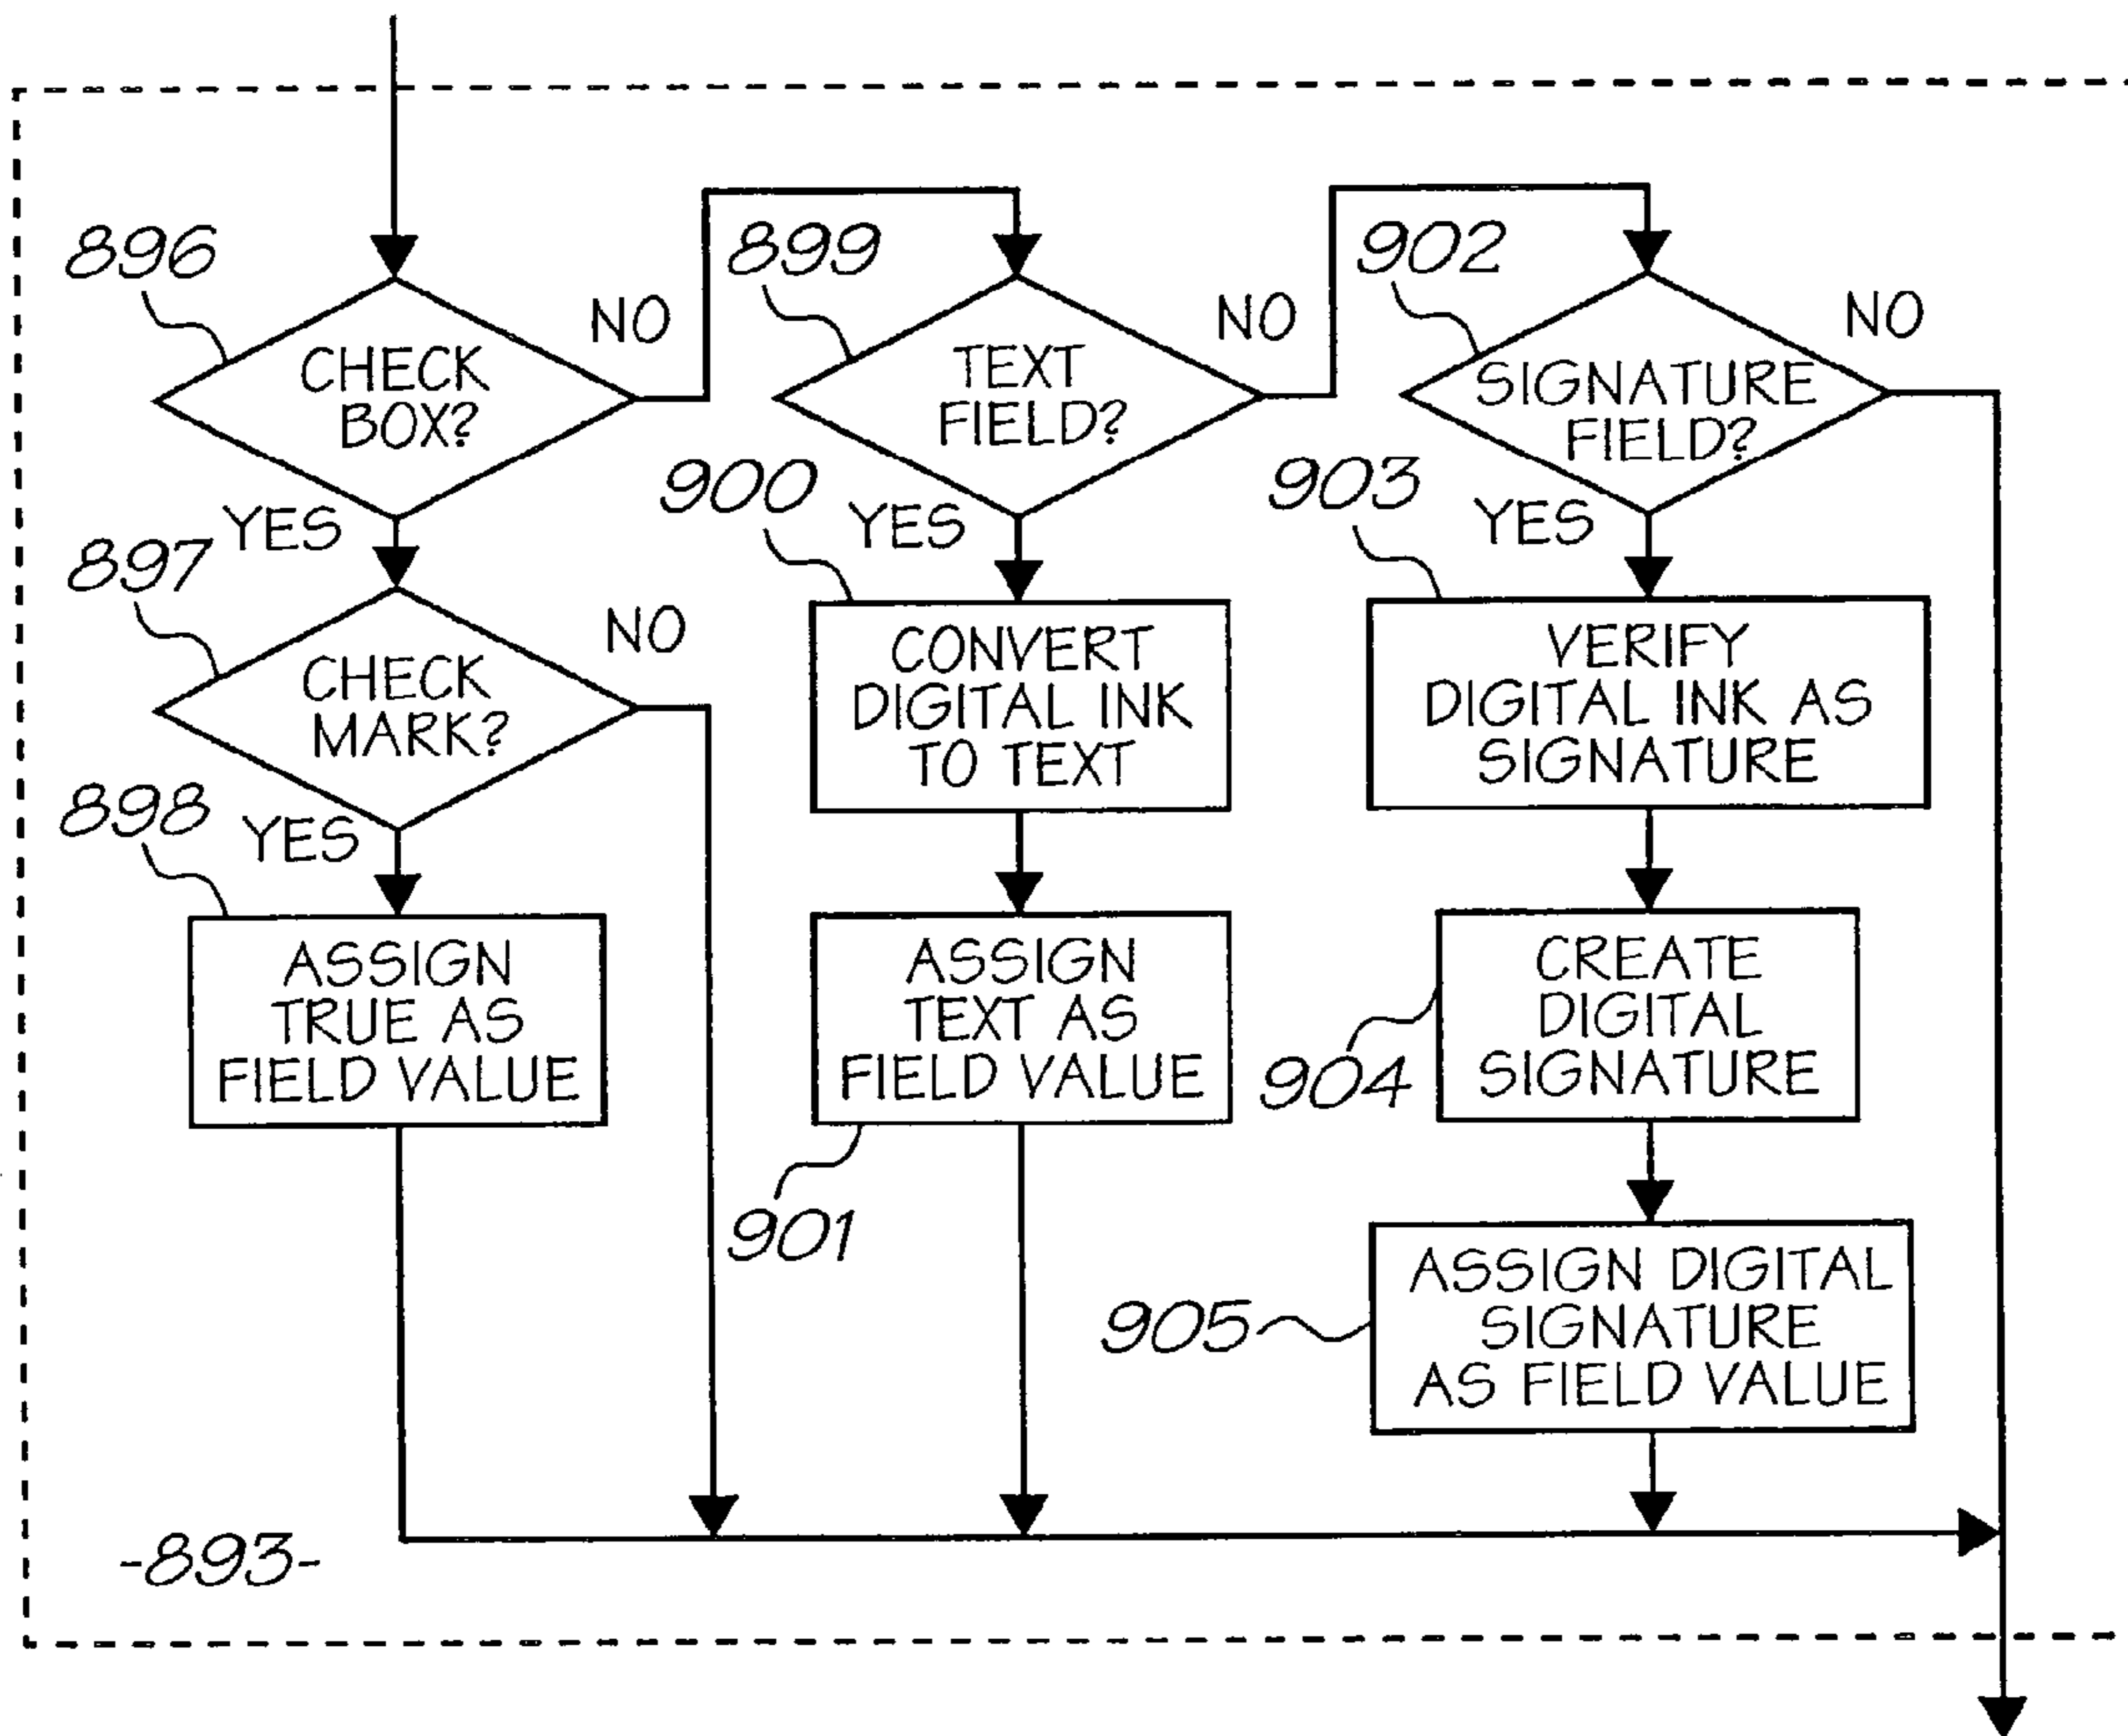 896
CHECK
BOX?
NO
YES
899
TEXT
FIELD?
NO
YES
902
SIGNATURE
FIELD?
NO
YES
897
CHECK
MARK?
NO
YES
898
ASSIGN
TRUE AS
FIELD VALUE
900
CONVERT
DIGITAL INK
TO TEXT
901
ASSIGN
TEXT AS
FIELD VALUE
903
VERIFY
DIGITAL INK AS
SIGNATURE
904
CREATE
DIGITAL
SIGNATURE
905
ASSIGN DIGITAL
SIGNATURE
AS FIELD VALUE
-893-